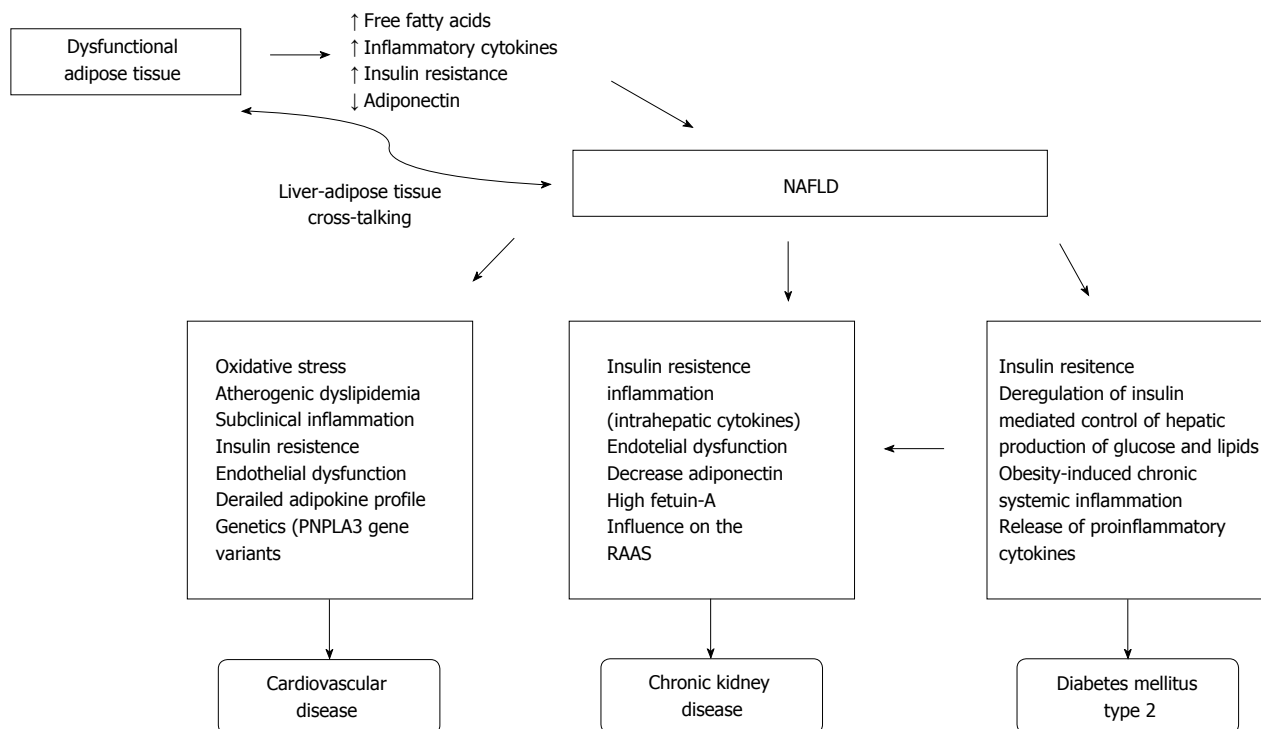 Dysfunctional
adipose tissue
↑ Free fatty acids
↑ Inflammatory cytokines
↑ Insulin resistance
↓ Adiponectin
NAFLD
Liver-adipose tissue
cross-talking
Oxidative stress
Atherogenic dyslipidemia
Subclinical inflammation
Insulin resistence
Endothelial dysfunction
Derailed adipokine profile
Genetics (PNPLA3 gene
variants
Insulin resistence
inflammation
(intrahepatic cytokines)
Endotelial dysfunction
Decrease adiponectin
High fetuin-A
Influence on the
RAAS
Insulin resitence
Deregulation of insulin
mediated control of hepatic
production of glucose and lipids
Obesity-induced chronic
systemic inflammation
Release of proinflammatory
cytokines
Cardiovascular
disease
Chronic kidney
disease
Diabetes mellitus
type 2